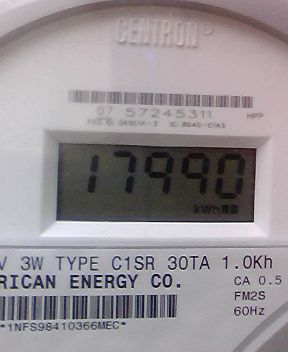 CENTRON
07 57245311 HPP
17990
kWh
V 3W TYPE C1SR 30TA 1.0Kh
RICAN ENERGY CO. CA 0.5
FM2S
*1NFS98410366MEC* 60Hz